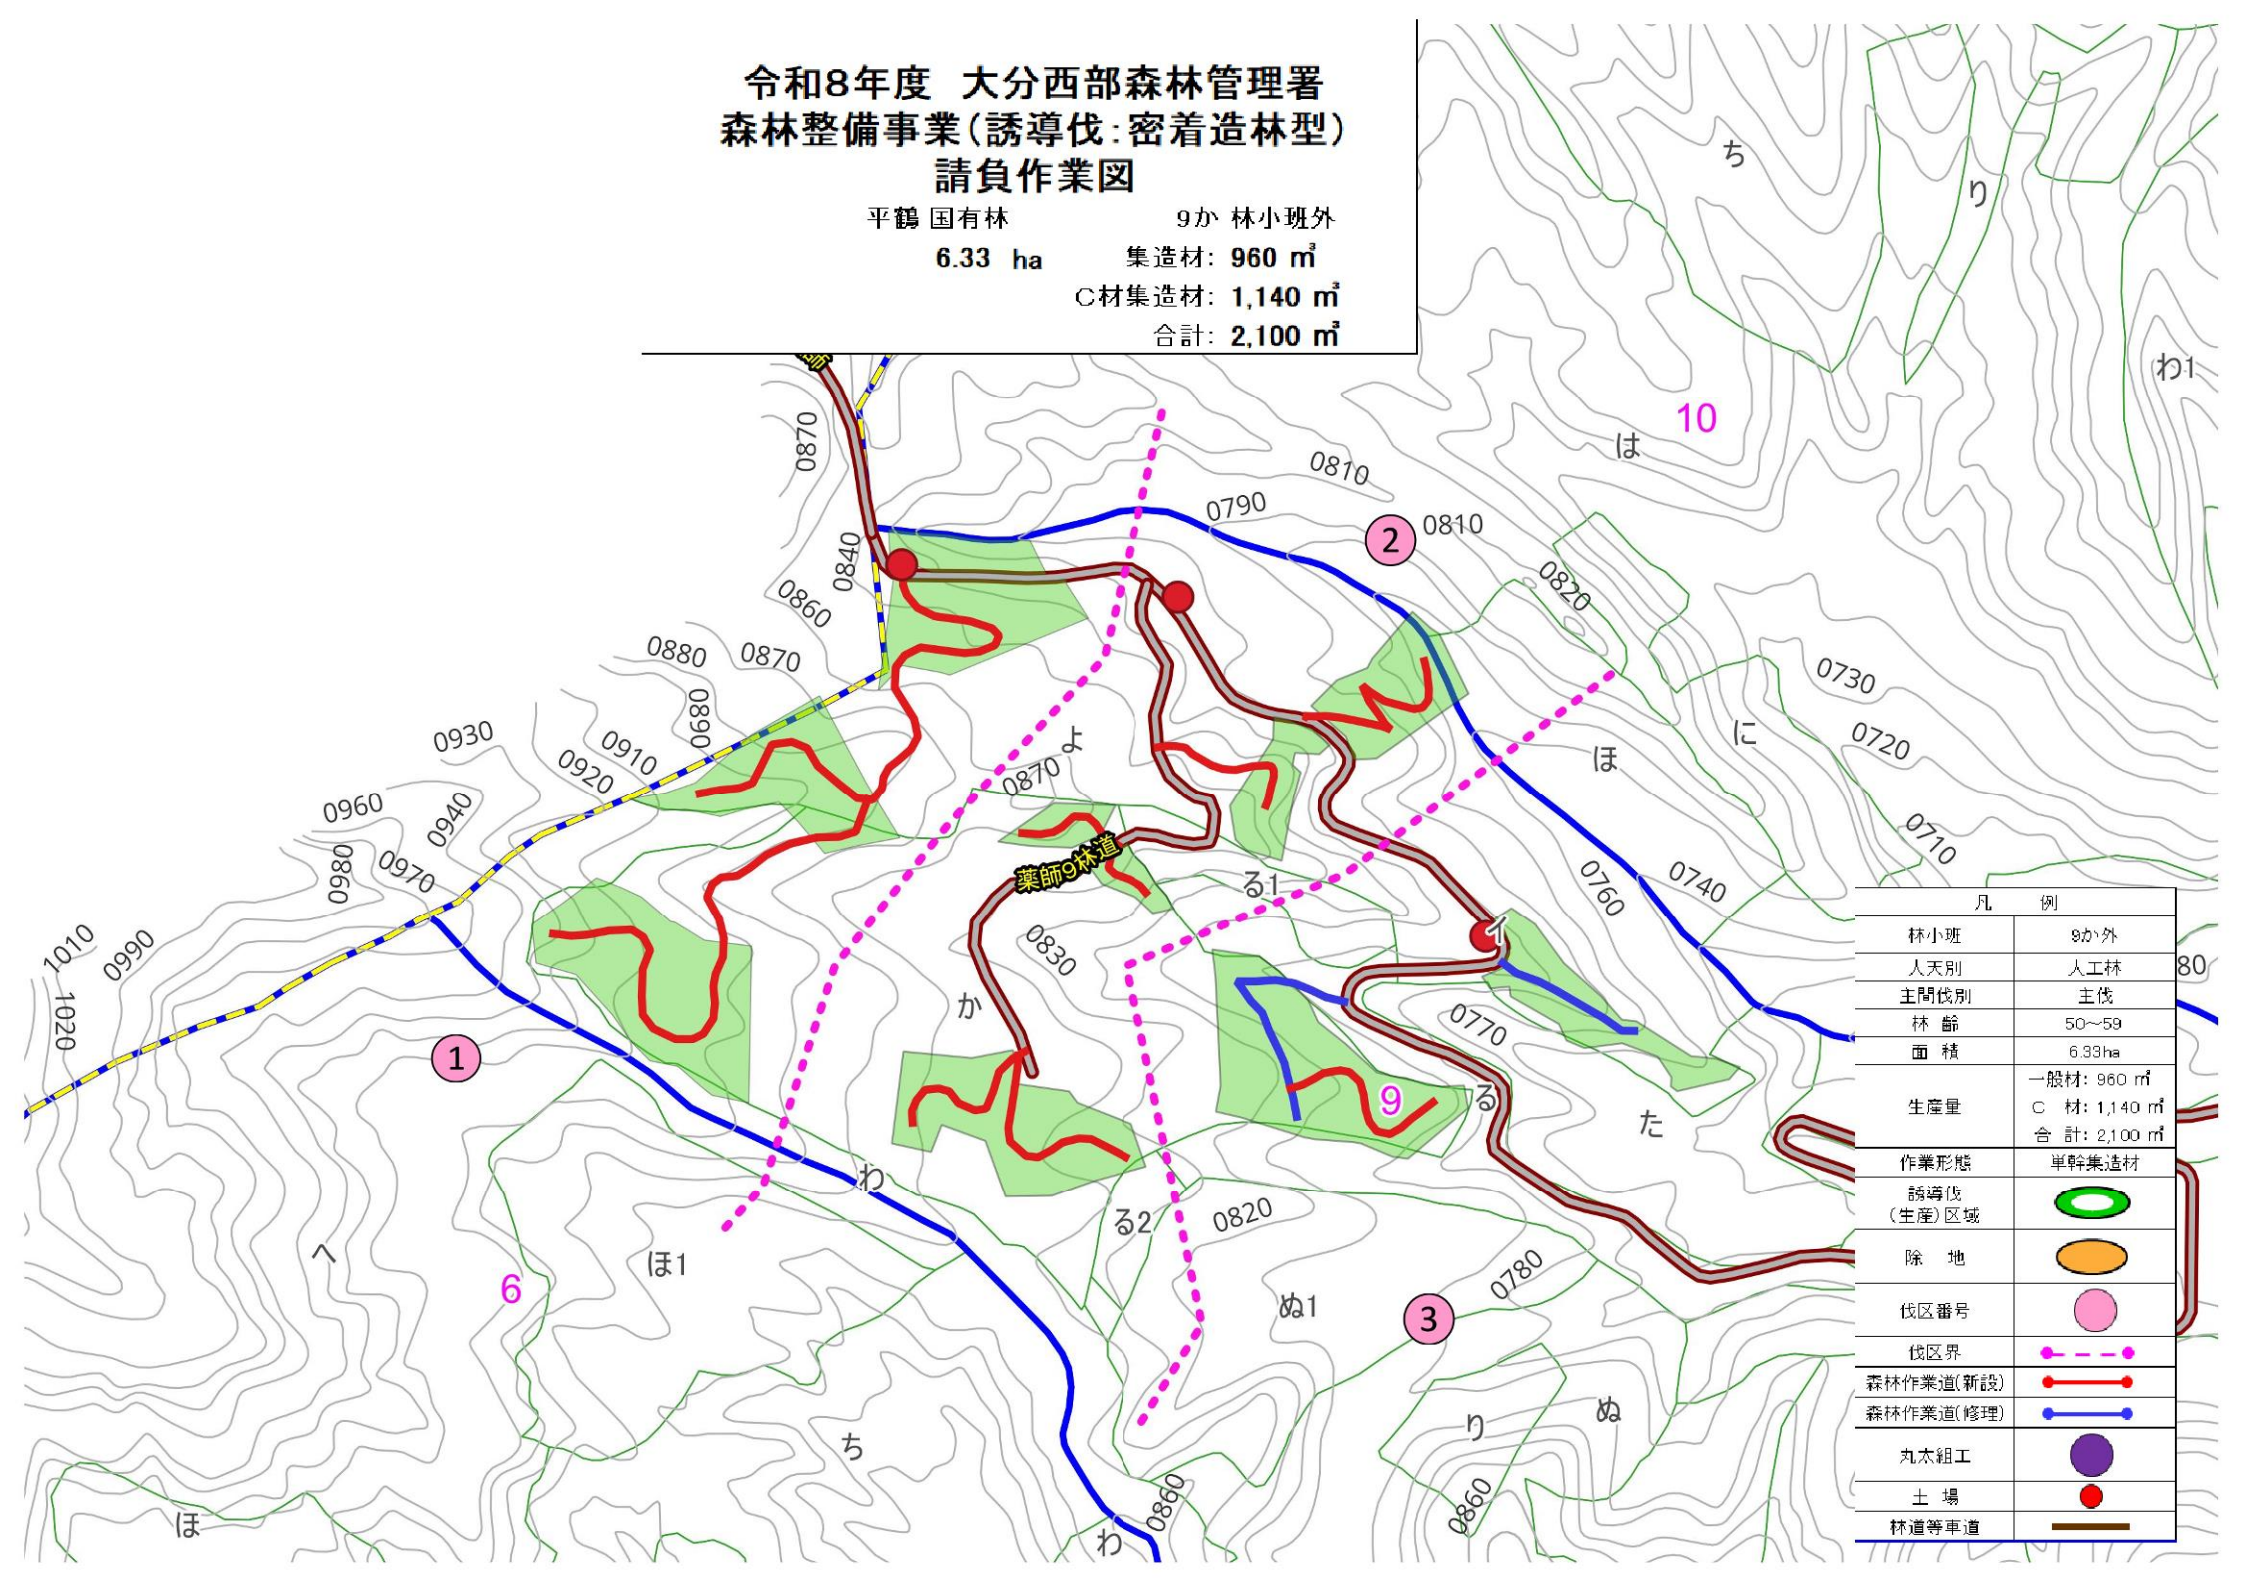 令和8年度　大分西部森林管理署
森林整備事業(誘導伐:密着造林型)
請負作業図
平鶴 国有林　9か 林小班外
6.33 ha　集造材: 960 ㎥
C材集造材: 1,140 ㎥
合計: 2,100 ㎥
師
ち
り
わ1
10
は
0870
0810
0790
2
0810
0840
0860
0820
0880
0870
0890
0730
0930
0910
0920
よ
0870
ほ
に
0720
0960
0940
0980
0970
薬師9林道
る1
0760
0740
0710
1010
0990
1020
0830
イ
か
0770
80
1
9
る
た
わ
る2
0820
へ
6
ほ1
ぬ1
0780
3
ち
り
ぬ
ほ
わ
0860
0860
凡　例
林小班　9か外
人天別　人工林
主間伐別　主伐
林　齢　50～59
面　積　6.33ha
生産量　一般材: 960 ㎥
C　材: 1,140 ㎥
合　計: 2,100 ㎥
作業形態　単幹集造材
誘導伐
(生産)区域
除　地
伐区番号
伐区界
森林作業道(新設)
森林作業道(修理)
丸太組工
土　場
林道等車道